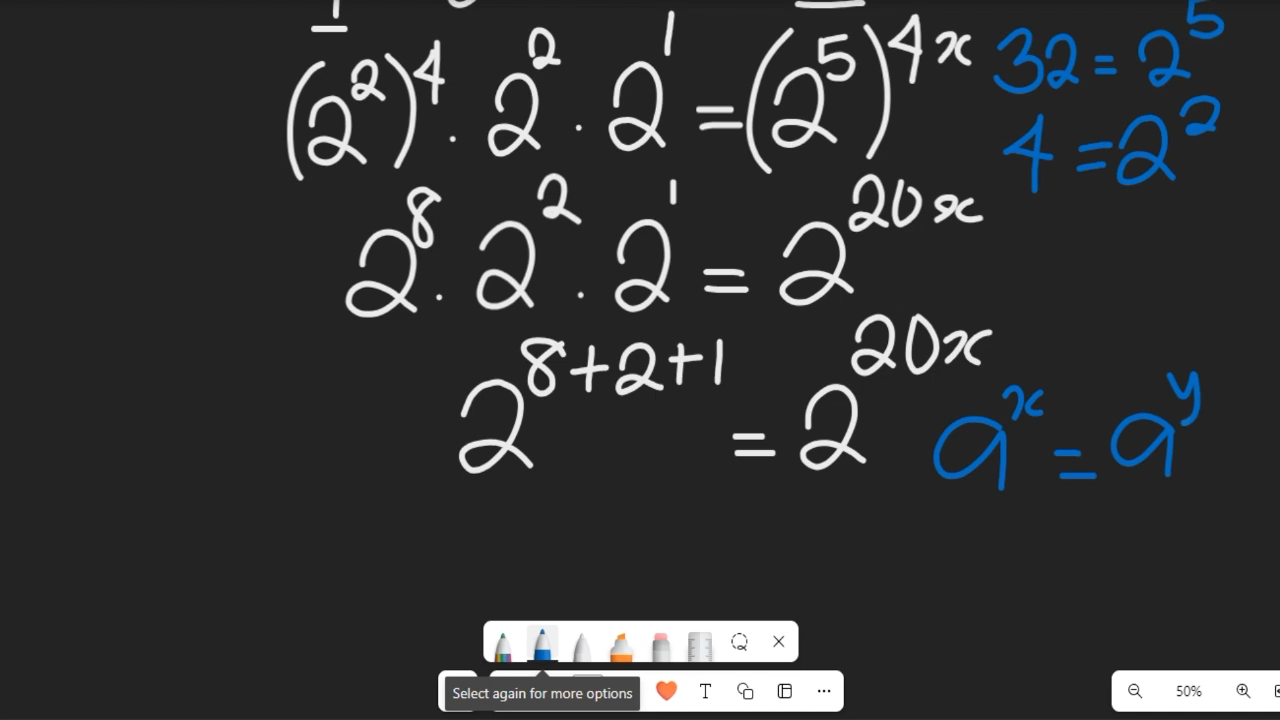 (2²)⁴ · 2² · 2¹ = (2⁵)⁴ˣ
32 = 2⁵
4 = 2²
2⁸ · 2² · 2¹ = 2²⁰ˣ
2⁸⁺²⁺¹ = 2²⁰ˣ
aˣ = aʸ
Select again for more options
T
50%